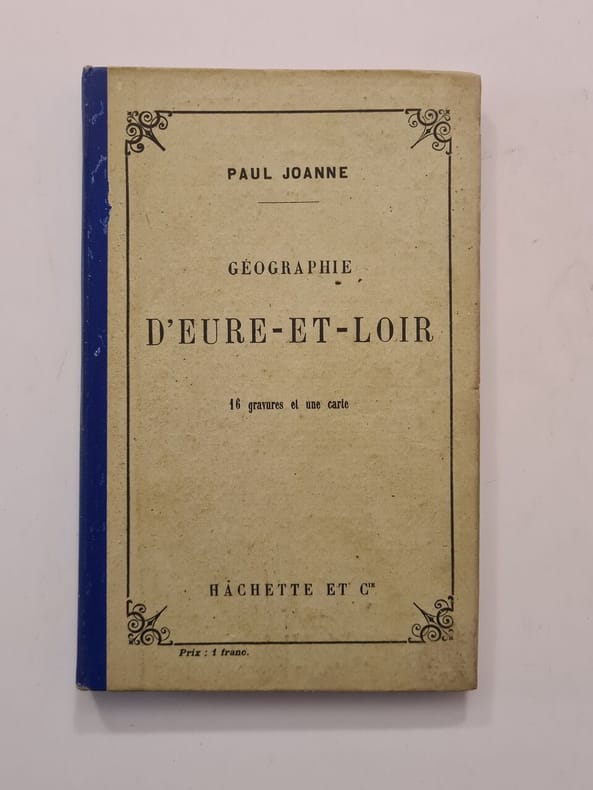 PAUL JOANNE
GÉOGRAPHIE
D'EURE-ET-LOIR
16 gravures et une carte
HACHETTE ET Cie
Prix : 1 franc.